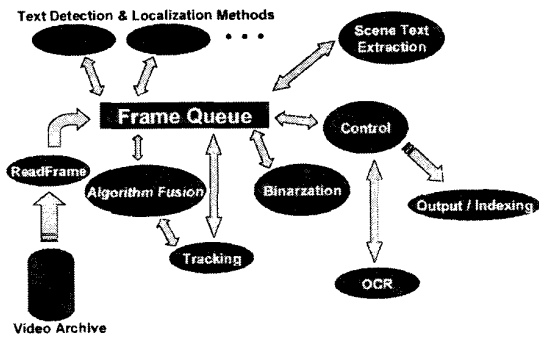 Text Detection & Localization Methods
Scene Text
Extraction
Frame Queue
Control
ReadFrame
Algorithm Fusion
Binarzation
Output / Indexing
Tracking
OCR
Video Archive